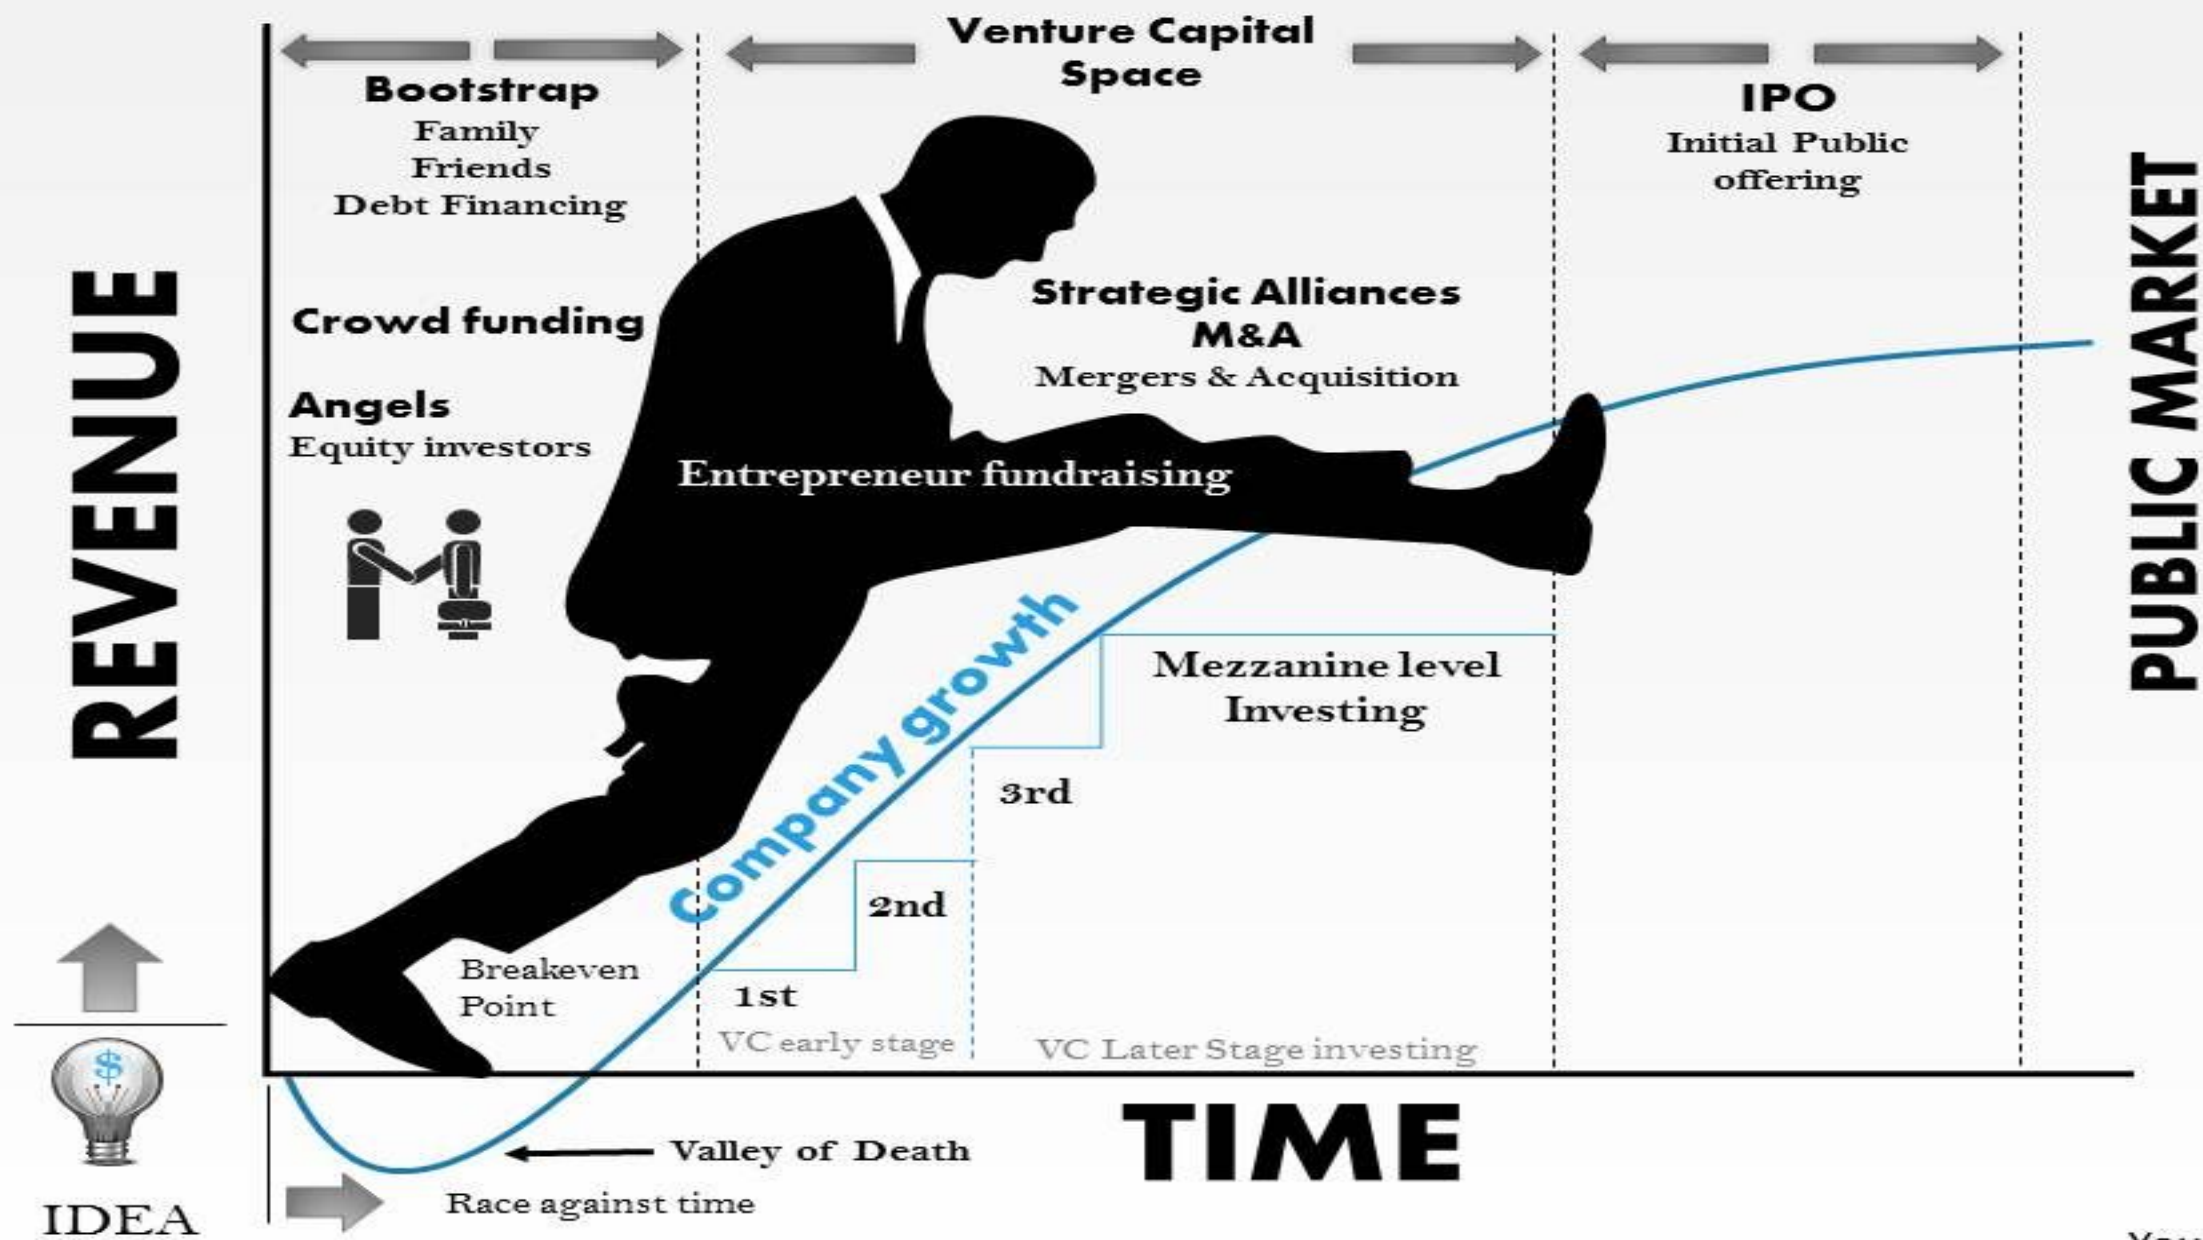 Venture Capital
Space
Bootstrap
Family
Friends
Debt Financing
IPO
Initial Public
offering
Crowd funding
Angels
Equity investors
Strategic Alliances
M&A
Mergers & Acquisition
Entrepreneur fundraising
REVENUE
PUBLIC MARKET
Company growth
Mezzanine level
Investing
3rd
2nd
1st
Breakeven
Point
VC early stage
VC Later Stage investing
$
TIME
Valley of Death
Race against time
IDEA